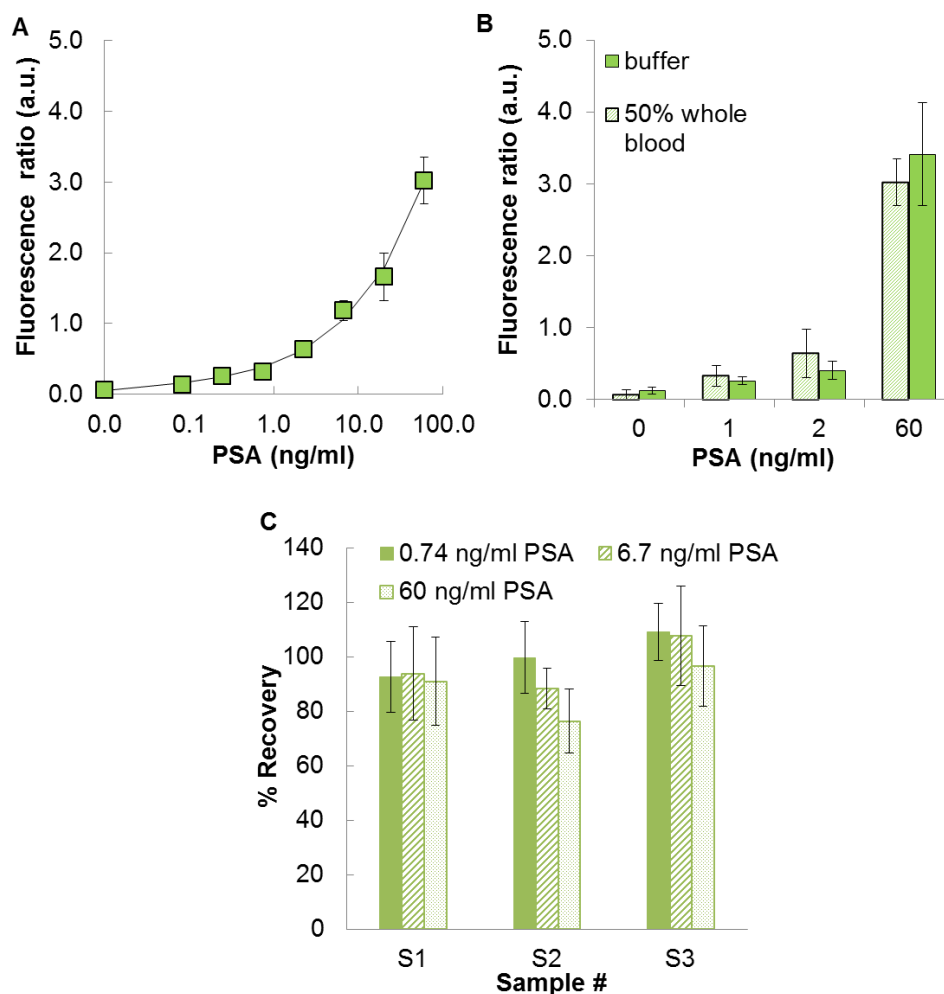 A
Fluorescence ratio (a.u.)
5.0
4.0
3.0
2.0
1.0
0.0
0.0 0.1 1.0 10.0 100.0
PSA (ng/ml)
B
Fluorescence ratio (a.u.)
5.0
4.0
3.0
2.0
1.0
0.0
buffer
50% whole
blood
0 1 2 60
PSA (ng/ml)
C
% Recovery
140
120
100
80
60
40
20
0
0.74 ng/ml PSA 6.7 ng/ml PSA
60 ng/ml PSA
S1 S2 S3
Sample #